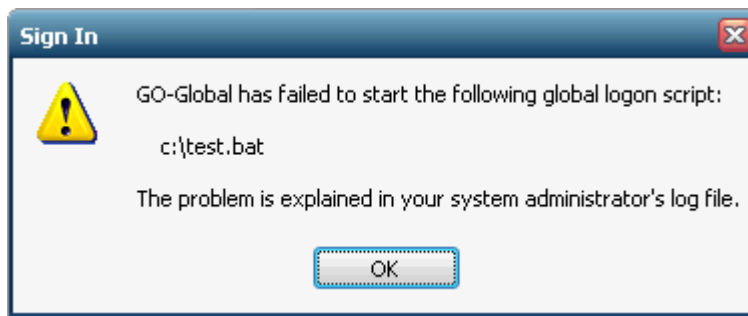 Sign In
GO-Global has failed to start the following global logon script:
c:\test.bat
The problem is explained in your system administrator's log file.
OK